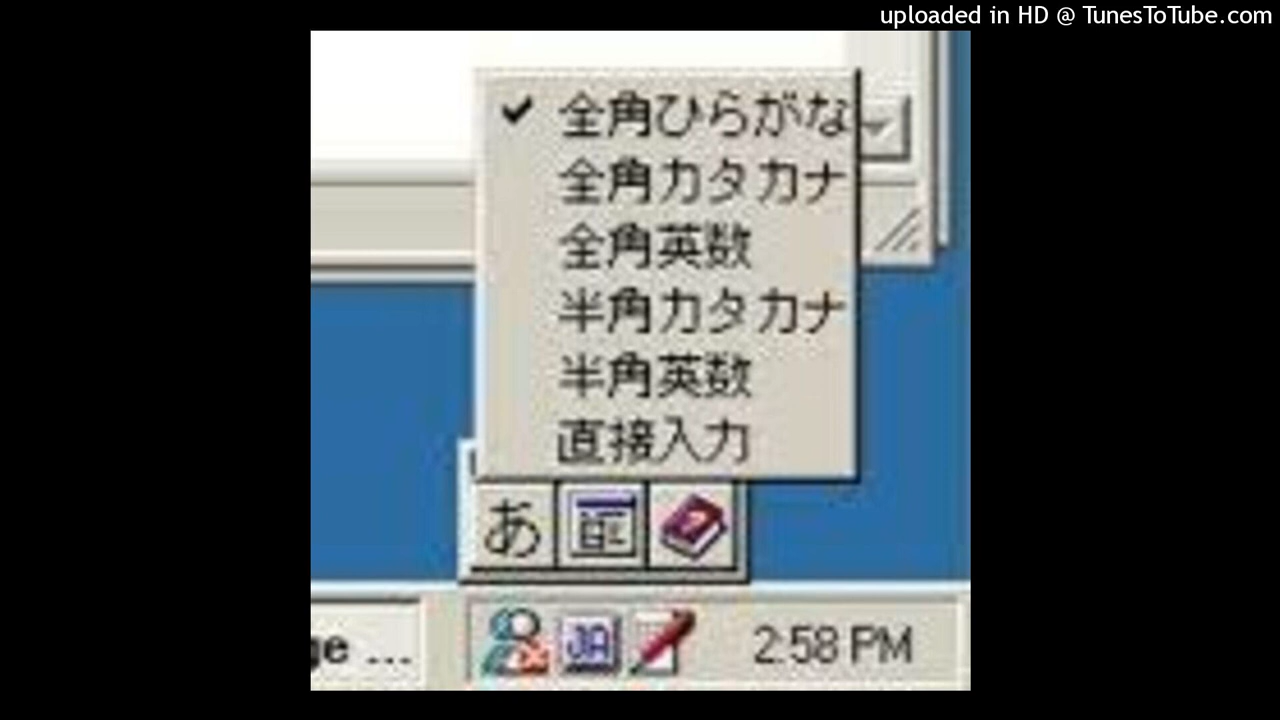 uploaded in HD @ TunesToTube.com
全角ひらがな
全角カタカナ
全角英数
半角カタカナ
半角英数
直接入力
あ
ge ...
JA
2:58 PM